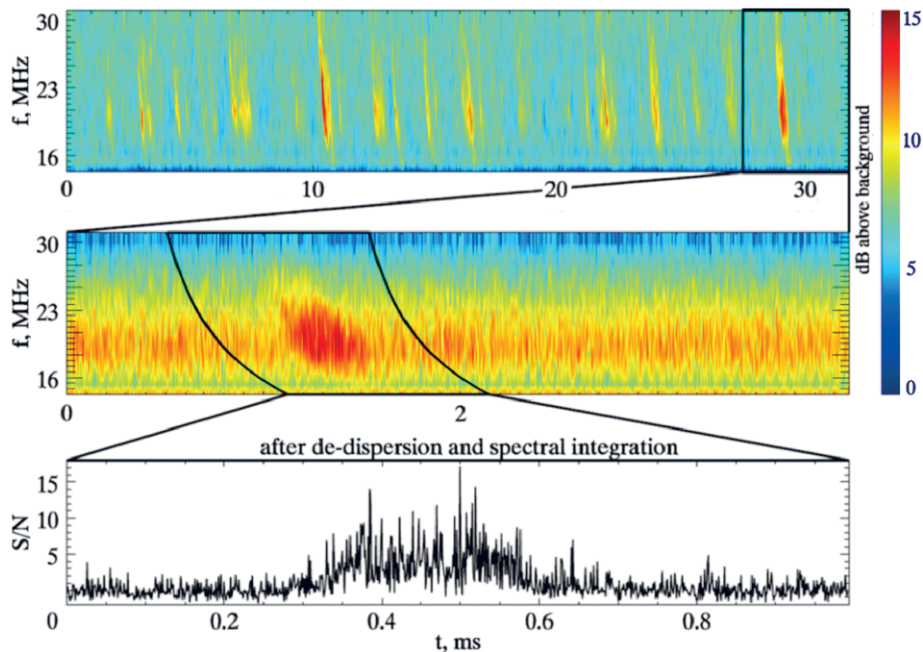 30
23
16
f, MHz
0 10 20 30
15
10
5
0
dB above background
30
23
16
f, MHz
0 2
after de-dispersion and spectral integration
15
10
5
0
S/N
0.2 0.4 0.6 0.8
t, ms